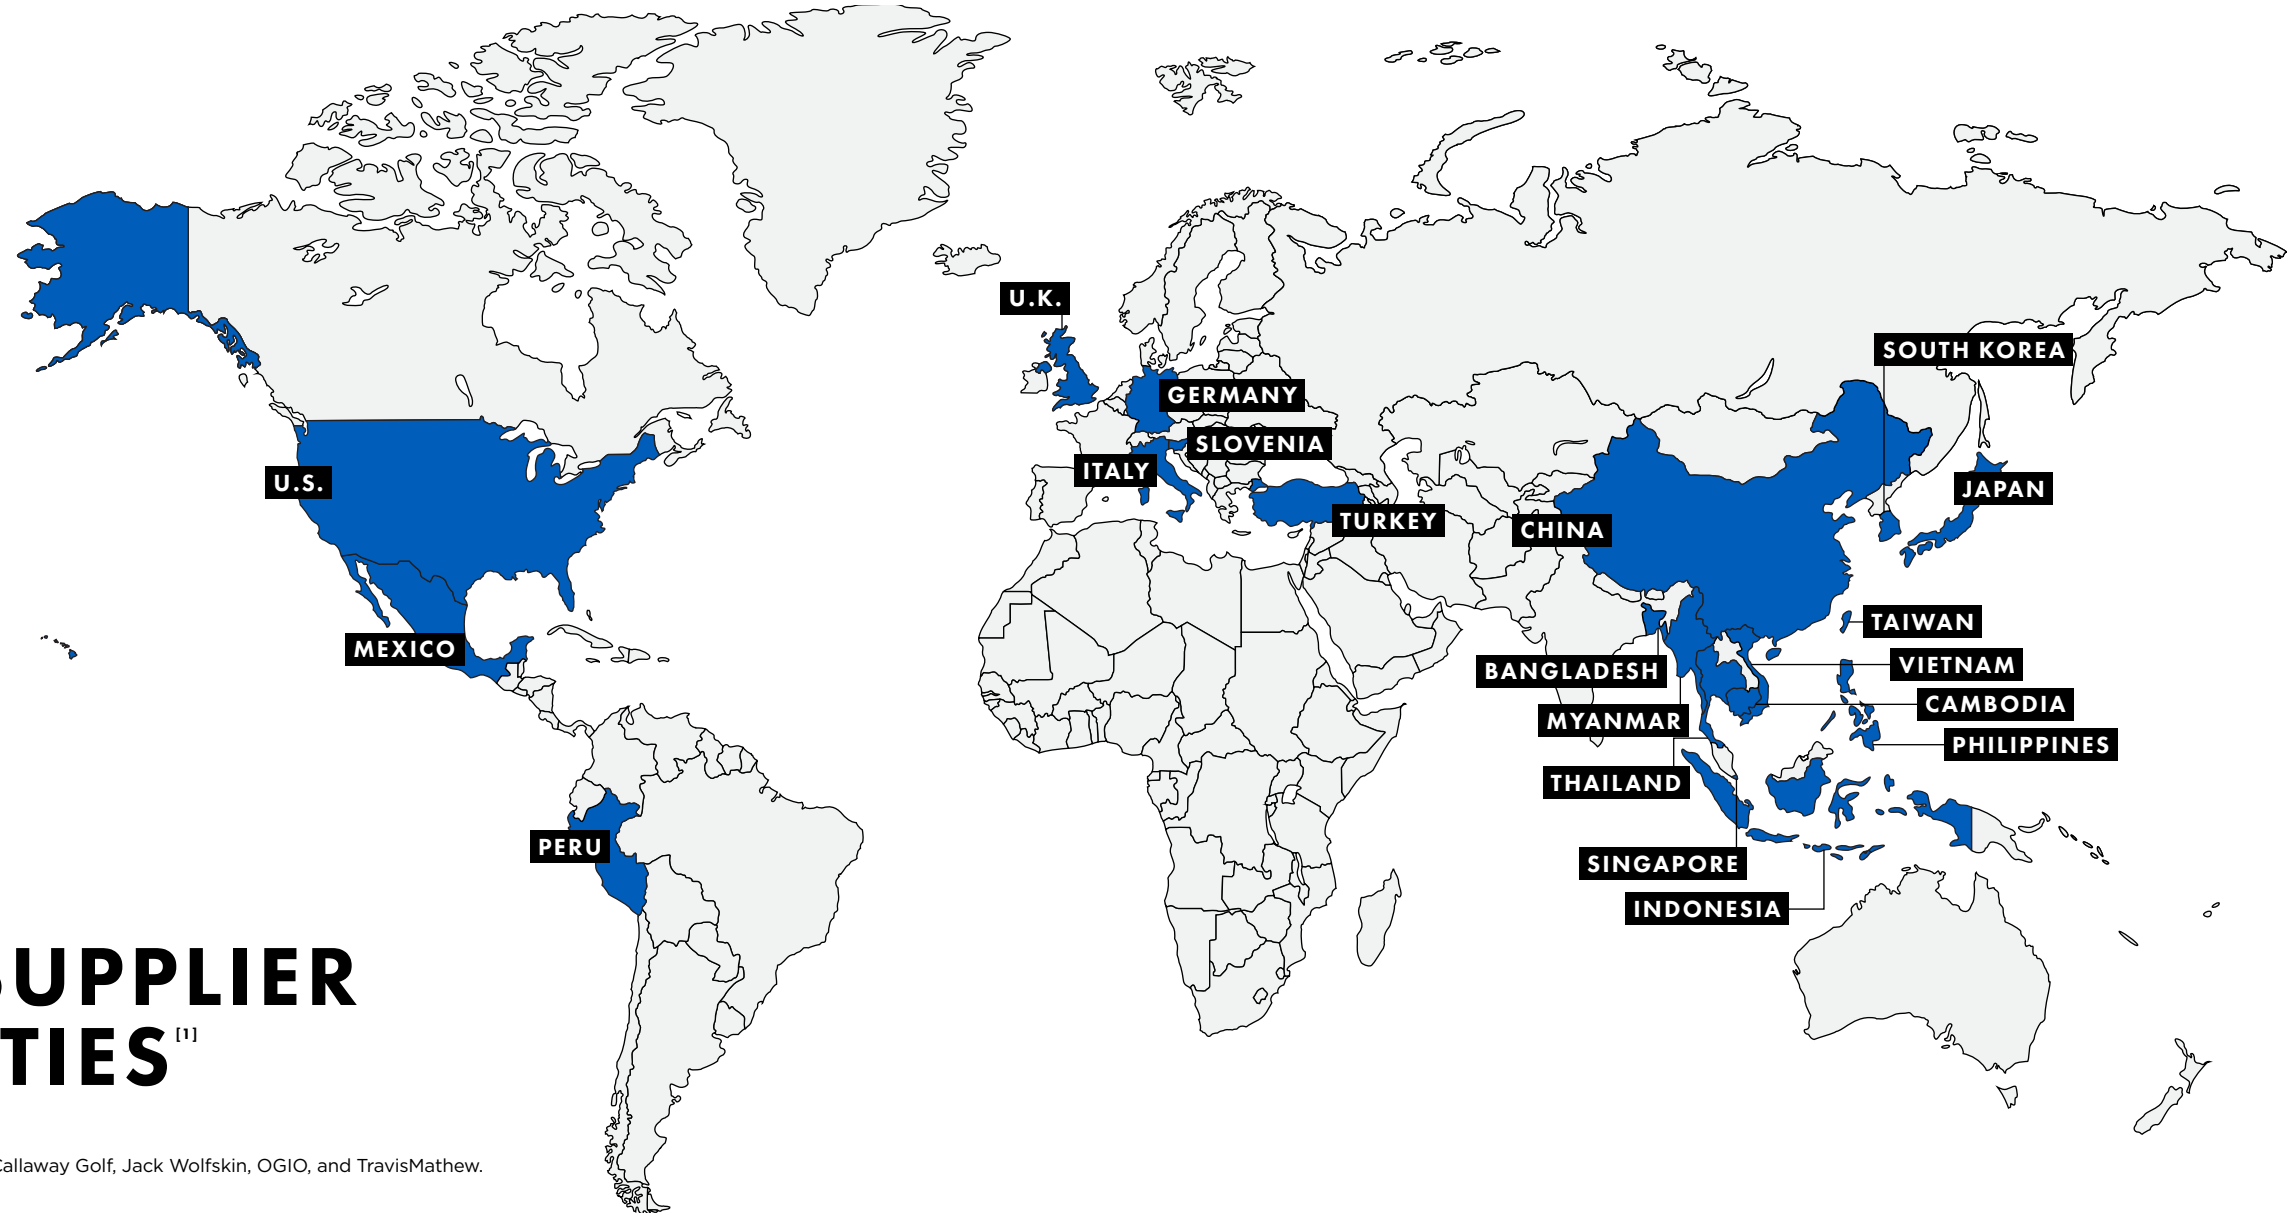 U.K.
SOUTH KOREA
GERMANY
SLOVENIA
ITALY
U.S.
JAPAN
TURKEY
CHINA
TAIWAN
MEXICO
VIETNAM
BANGLADESH
CAMBODIA
MYANMAR
PHILIPPINES
THAILAND
PERU
SINGAPORE
INDONESIA
SUPPLIER
TIES[1]
Callaway Golf, Jack Wolfskin, OGIO, and TravisMathew.